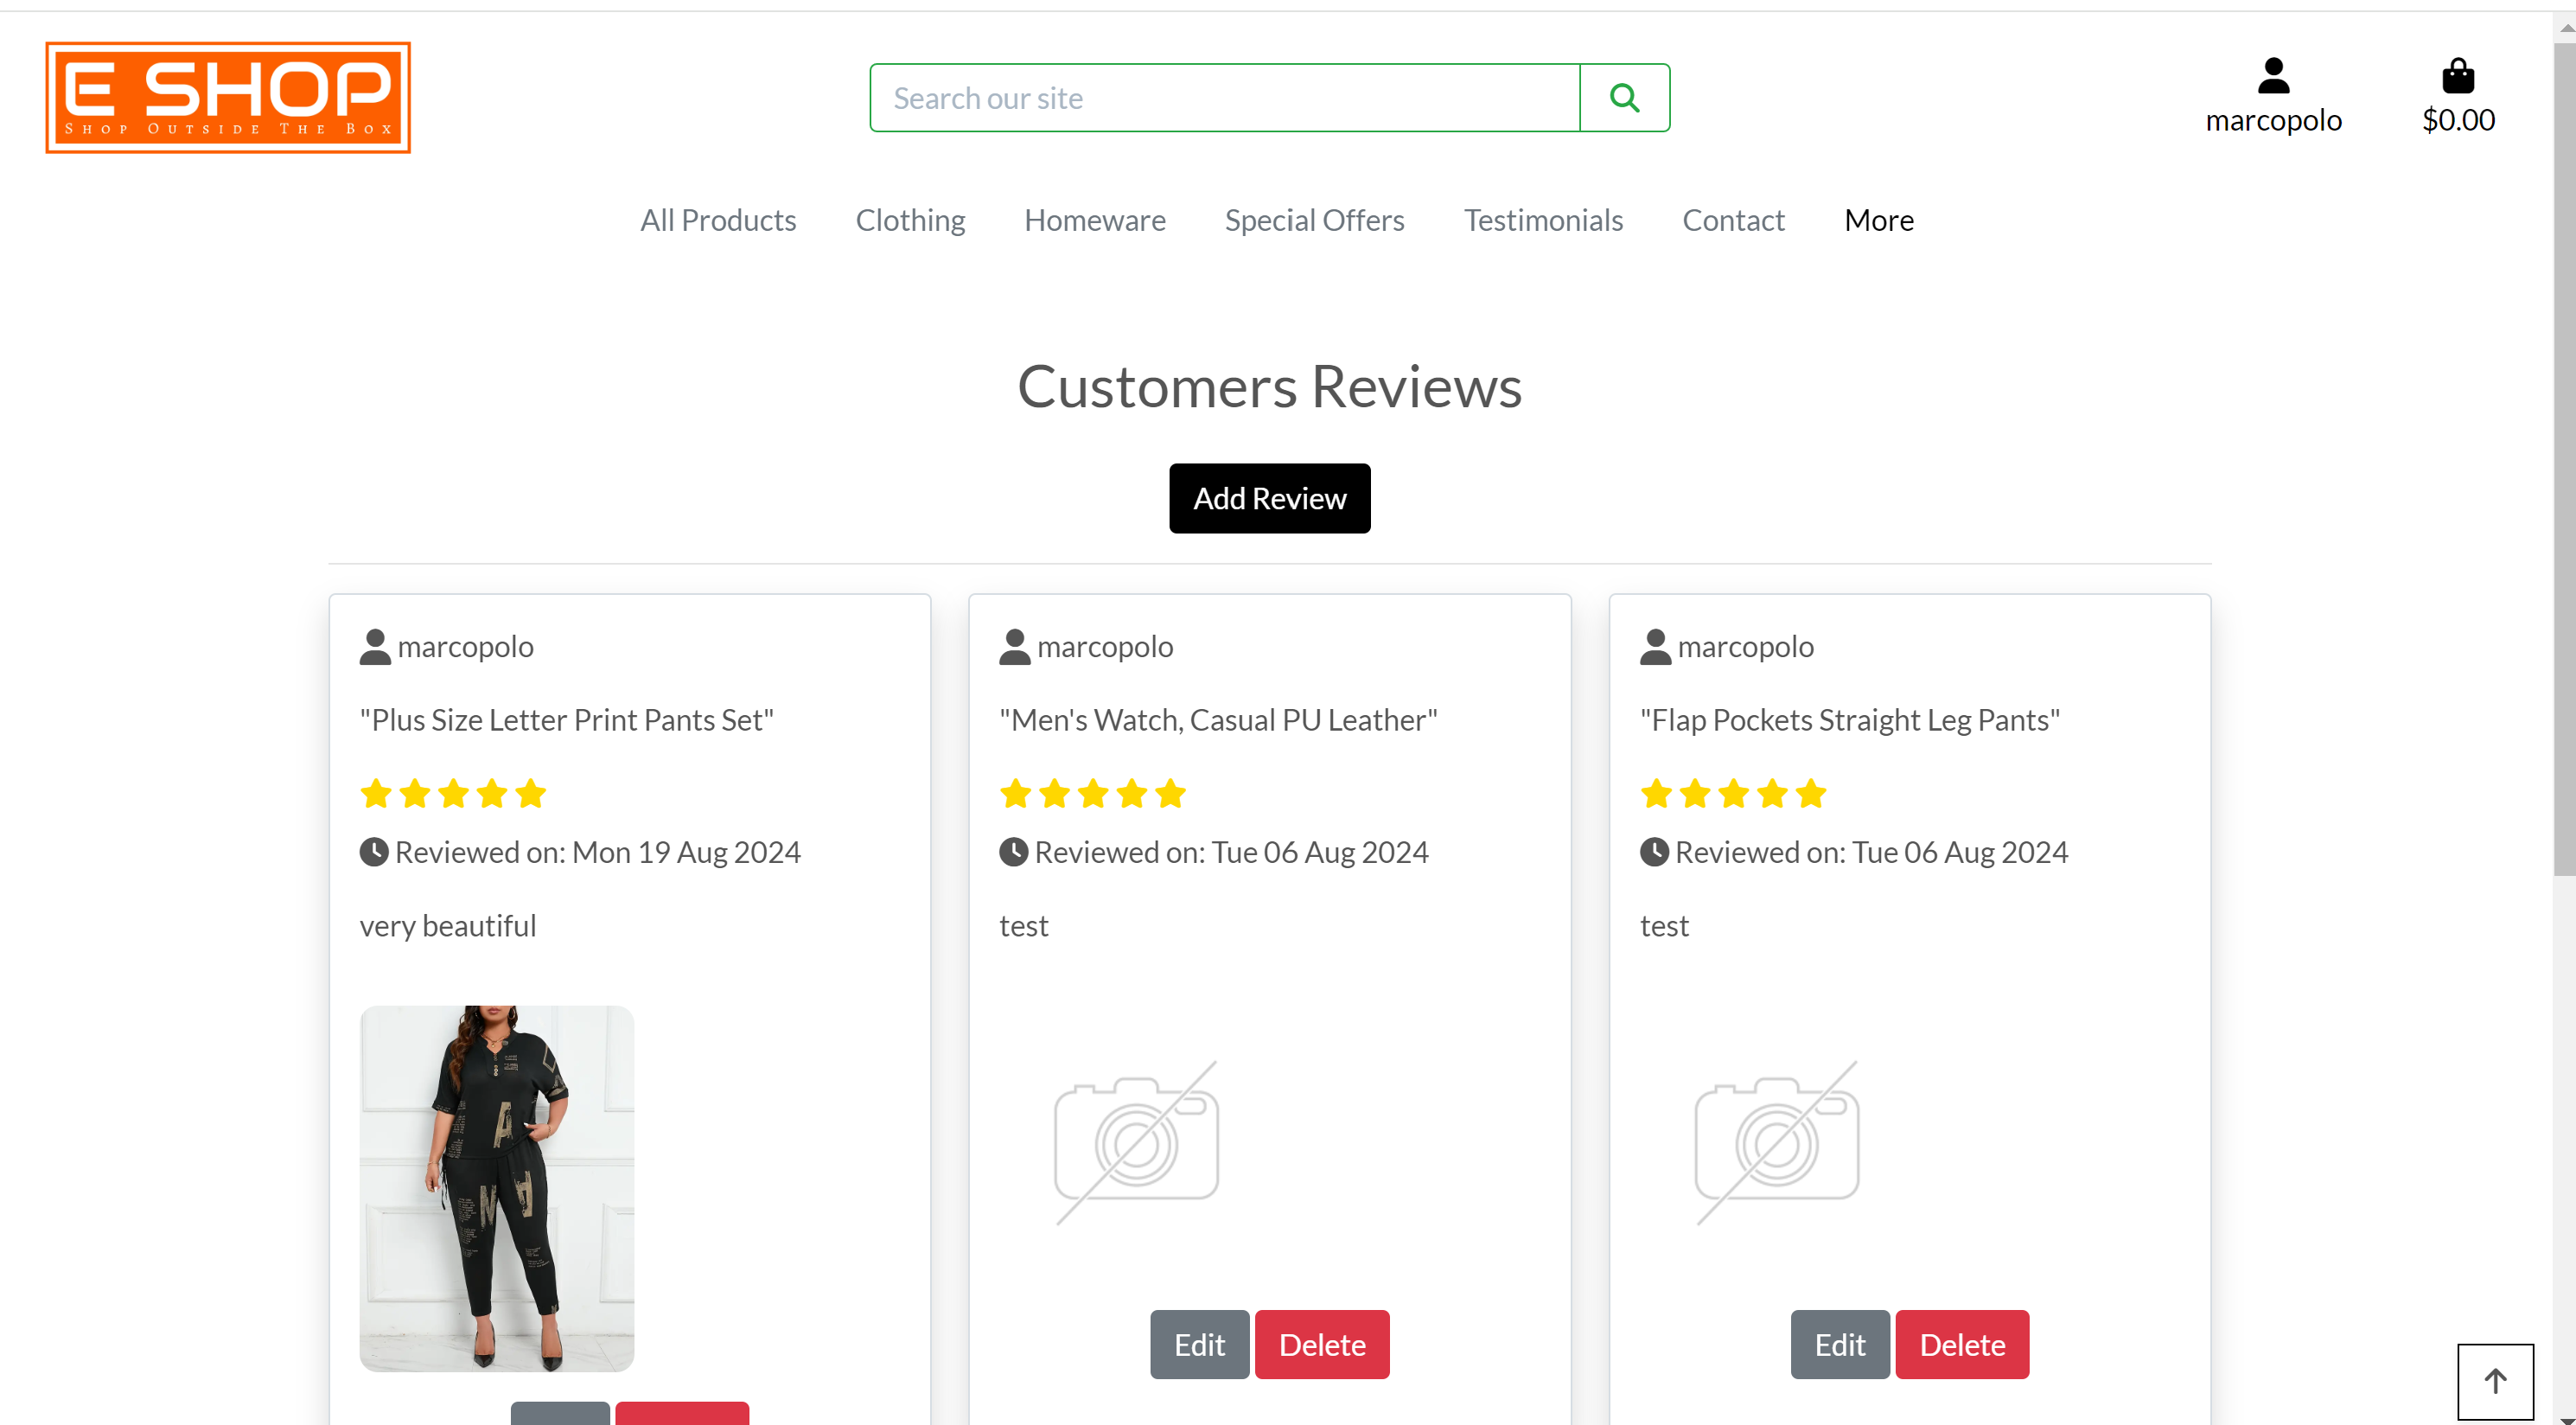 E SHOP
SHOP OUTSIDE THE BOX
Search our site
marcopolo
$0.00
All Products
Clothing
Homeware
Special Offers
Testimonials
Contact
More
Customers Reviews
Add Review
marcopolo
"Plus Size Letter Print Pants Set"
Reviewed on: Mon 19 Aug 2024
very beautiful
marcopolo
"Men's Watch, Casual PU Leather"
Reviewed on: Tue 06 Aug 2024
test
Edit
Delete
marcopolo
"Flap Pockets Straight Leg Pants"
Reviewed on: Tue 06 Aug 2024
test
Edit
Delete